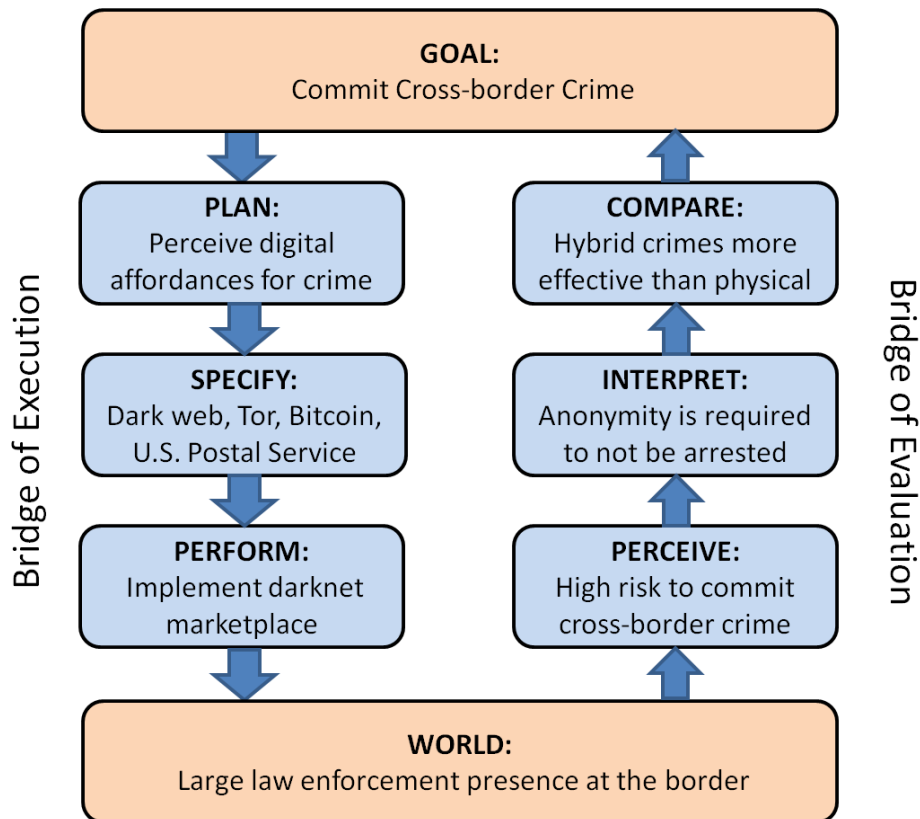 GOAL:
Commit Cross-border Crime
PLAN:
Perceive digital
affordances for crime
SPECIFY:
Dark web, Tor, Bitcoin,
U.S. Postal Service
PERFORM:
Implement darknet
marketplace
COMPARE:
Hybrid crimes more
effective than physical
INTERPRET:
Anonymity is required
to not be arrested
PERCEIVE:
High risk to commit
cross-border crime
WORLD:
Large law enforcement presence at the border
Bridge of Execution
Bridge of Evaluation